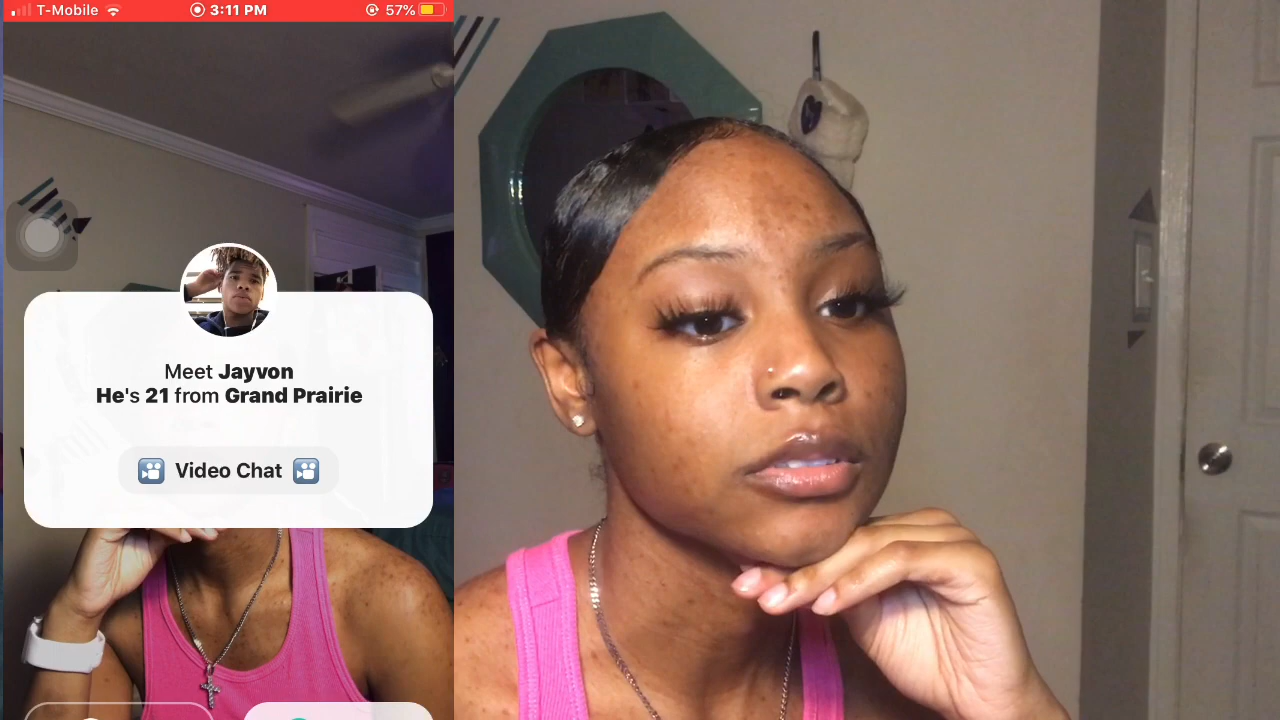 T-Mobile 3:11 PM 57%
Meet Jayvon
He's 21 from Grand Prairie
Video Chat